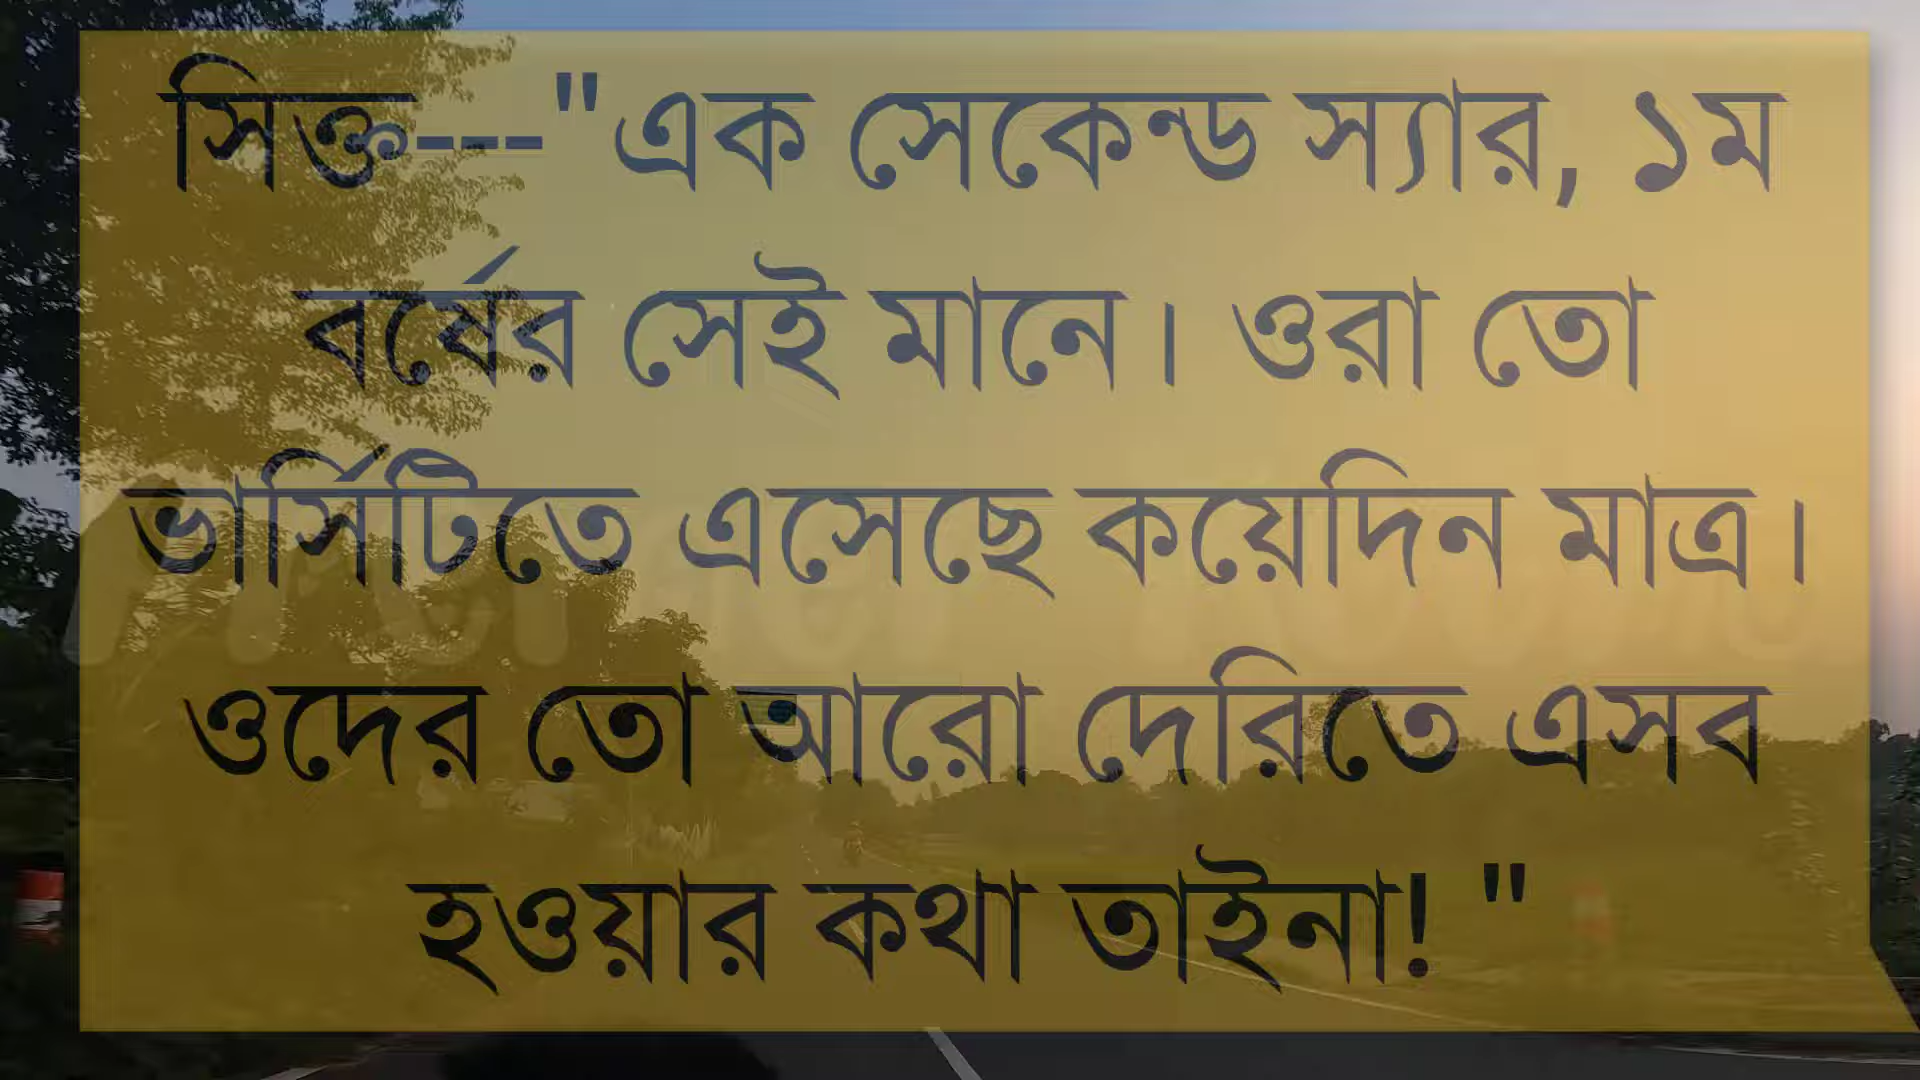 সিক্ত---"এক সেকেন্ড স্যার, ১ম
বর্ষের সেই মানে। ওরা তো
ভার্সিটিতে এসেছে কয়েদিন মাত্র।
ওদের তো আরো দেরিতে এসব
হওয়ার কথা তাইনা! "